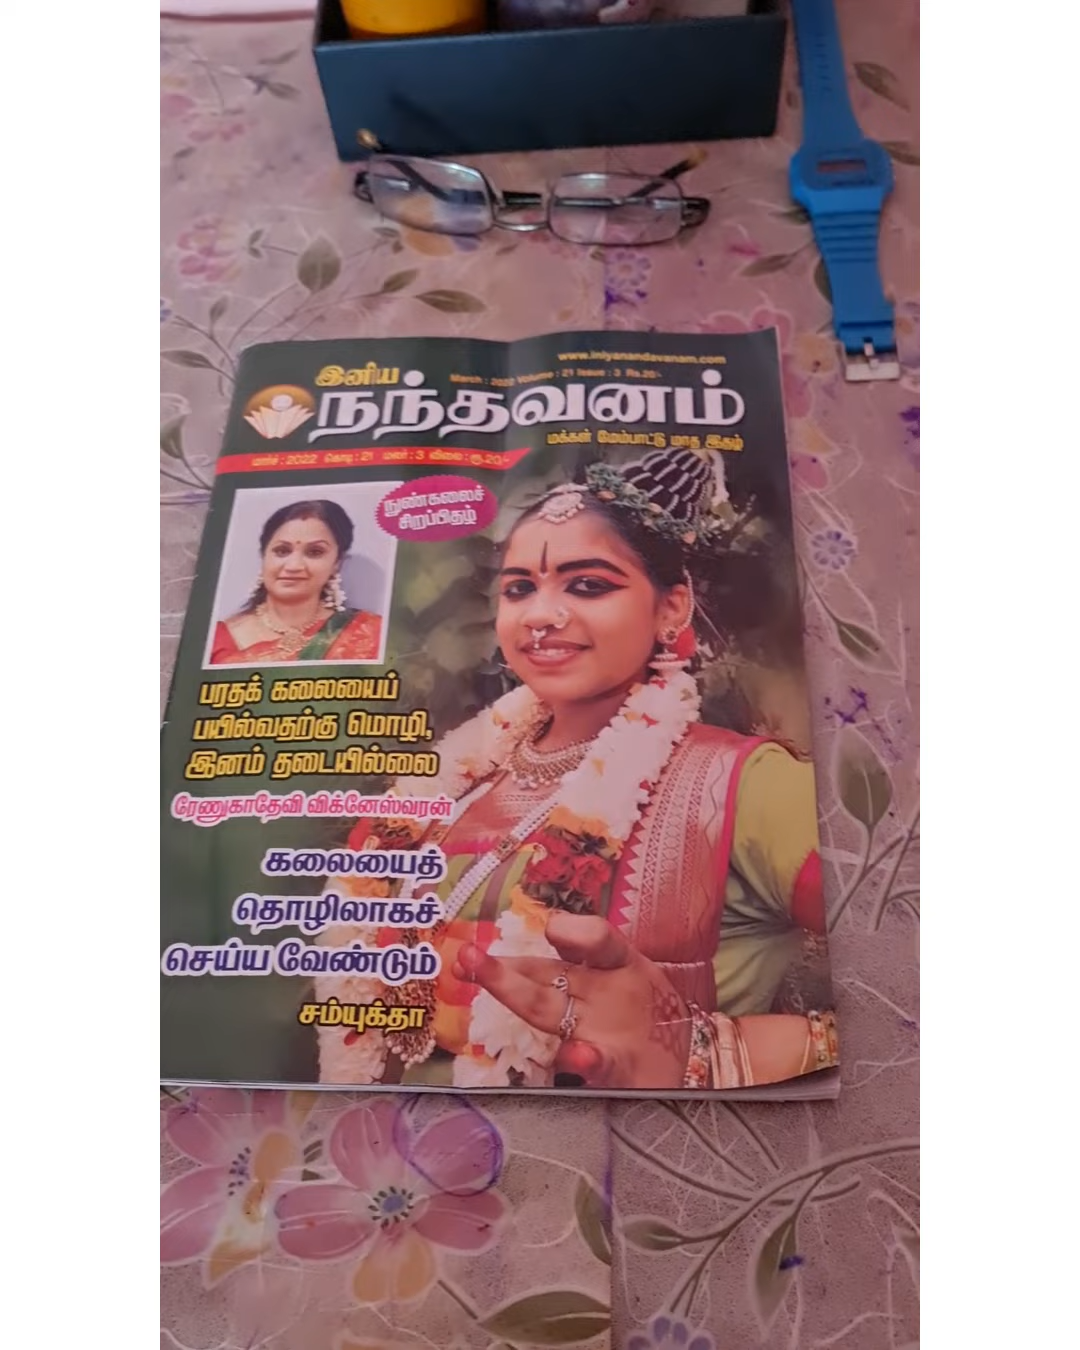 www.iniyanandavanam.com
இனிய
March : 2022 Volume : 21 Issue : 3 Rs.20/-
நந்தவனம்
மக்கள் மேம்பாட்டு மாத இதழ்
மார்ச் : 2022 கொடி : 21 மலர் : 3 விலை : ரூ.20/-
நுண்கலைச்
சிறப்பிதழ்
பரதக் கலையைப்
பயில்வதற்கு மொழி,
இனம் தடையில்லை
ரேணுகாதேவி விக்னேஸ்வரன்
கலையைத்
தொழிலாகச்
செய்ய வேண்டும்
சம்யுக்தா